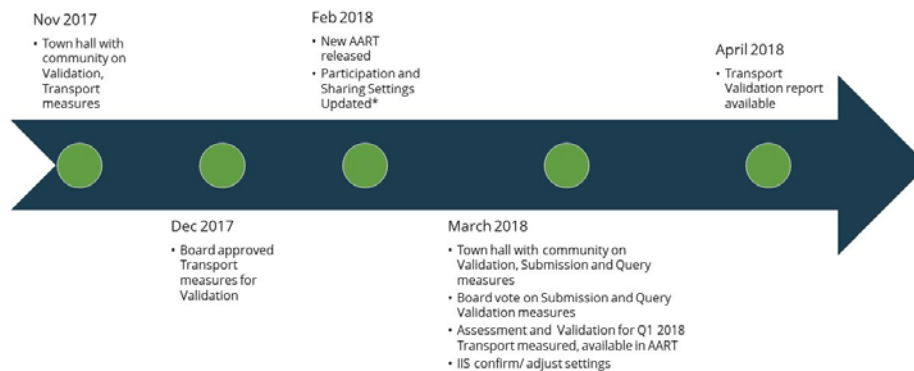 Nov 2017
• Town hall with
community on
Validation,
Transport
measures
Dec 2017
• Board approved
Transport
measures for
Validation
Feb 2018
• New AART
released
• Participation and
Sharing Settings
Updated*
March 2018
• Town hall with community on
Validation, Submission and Query
measures
• Board vote on Submission and Query
Validation measures
• Assessment and Validation for Q1 2018
Transport measured, available in AART
• IIS confirm/ adjust settings
April 2018
• Transport
Validation report
available